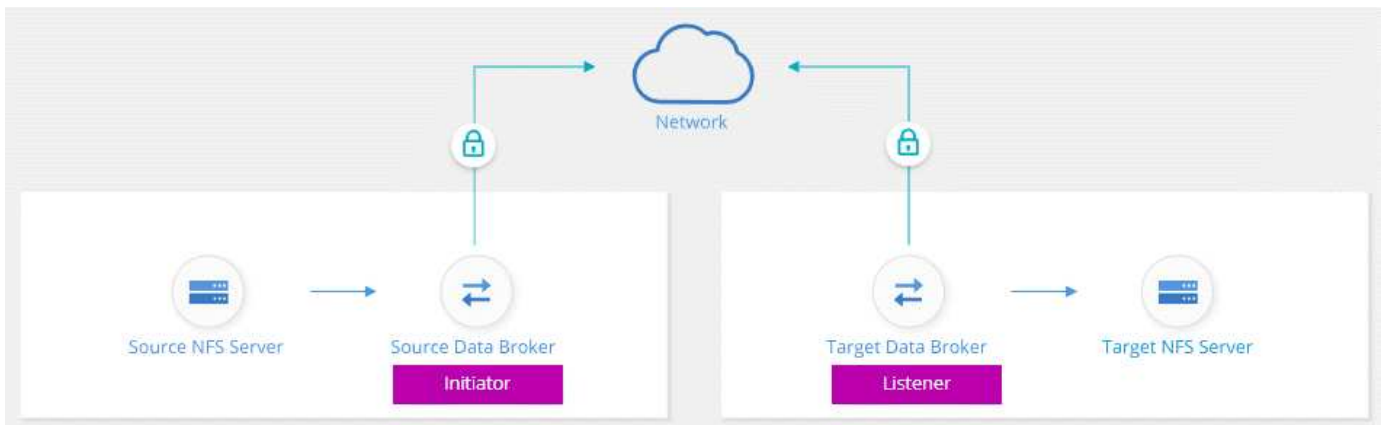 Network
Source NFS Server
Source Data Broker
Target Data Broker
Target NFS Server
Initiator
Listener